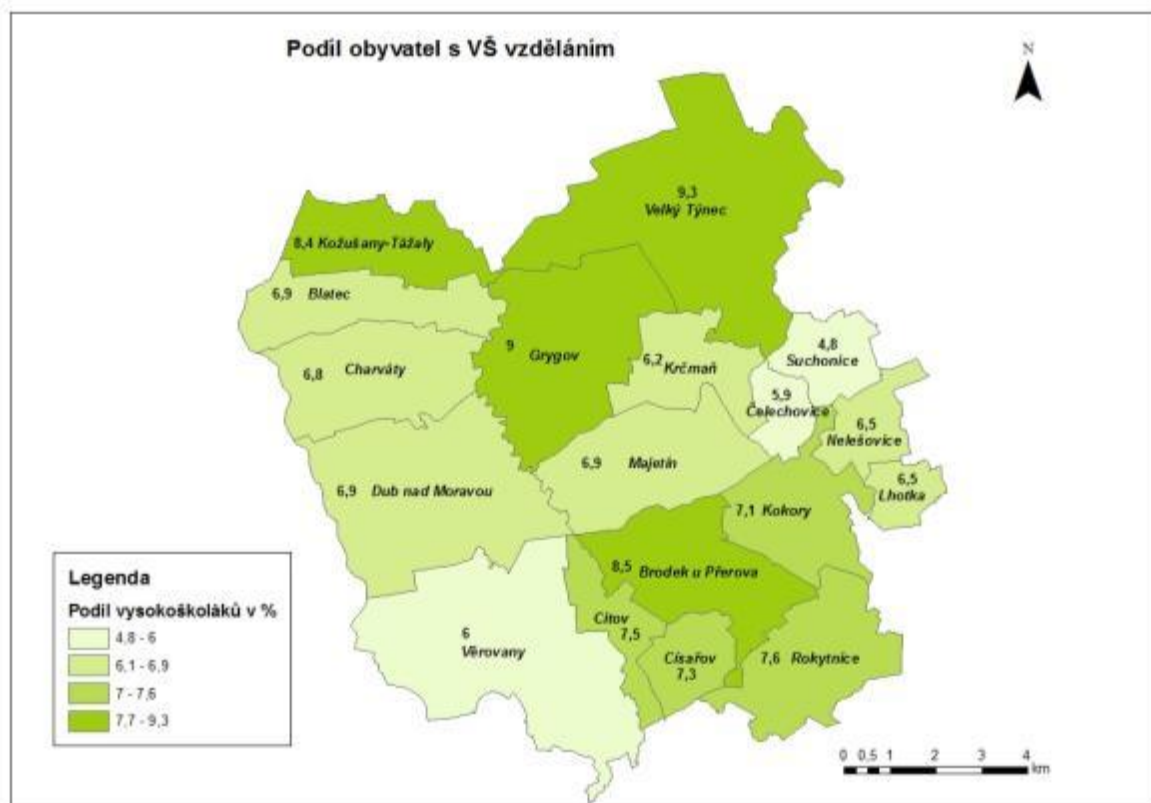 Podíl obyvatel s VŠ vzděláním
N
9,3
Velký Týnec
8,4 Kožušany-Tážaly
6,9 Blatec
9 Grygov
6,8 Charváty
6,2 Krčmaň
4,8
Suchonice
5,9
Čelechovice
6,5
Nelešovice
6,9 Majetín
6,5
Lhotka
6,9 Dub nad Moravou
7,1 Kokory
8,5 Brodek u Přerova
Citov
7,5
6
Věrovany
Císařov
7,3
7,6 Rokytnice
Legenda
Podíl vysokoškoláků v %
4,8 - 6
6,1 - 6,9
7 - 7,6
7,7 - 9,3
0 0,5 1 2 3 4
km